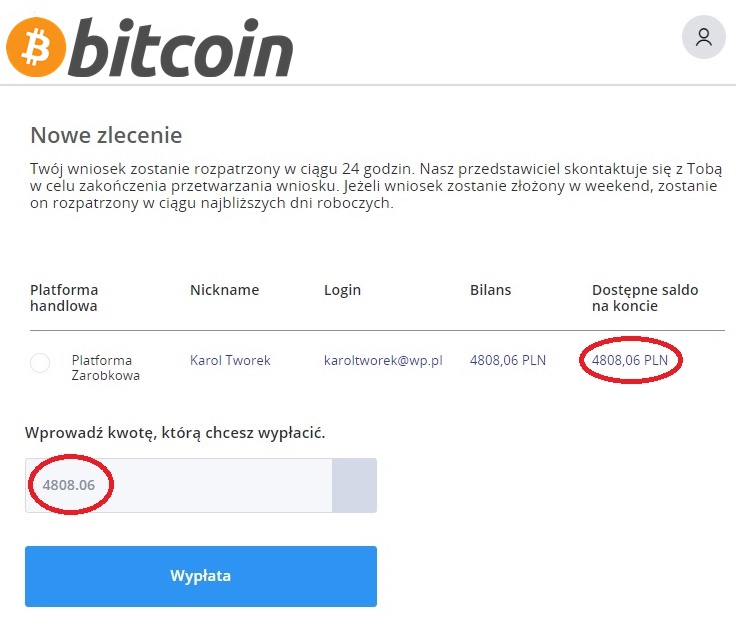 bitcoin
Nowe zlecenie
Twój wniosek zostanie rozpatrzony w ciągu 24 godzin. Nasz przedstawiciel skontaktuje się z Tobą
w celu zakończenia przetwarzania wniosku. Jeżeli wniosek zostanie złożony w weekend, zostanie
on rozpatrzony w ciągu najbliższych dni roboczych.
Platforma handlowa
Nickname
Login
Bilans
Dostępne saldo na koncie
Platforma Zarobkowa
Karol Tworek
karoltworek@wp.pl
4808,06 PLN
4808,06 PLN
Wprowadź kwotę, którą chcesz wypłacić.
4808.06
Wypłata